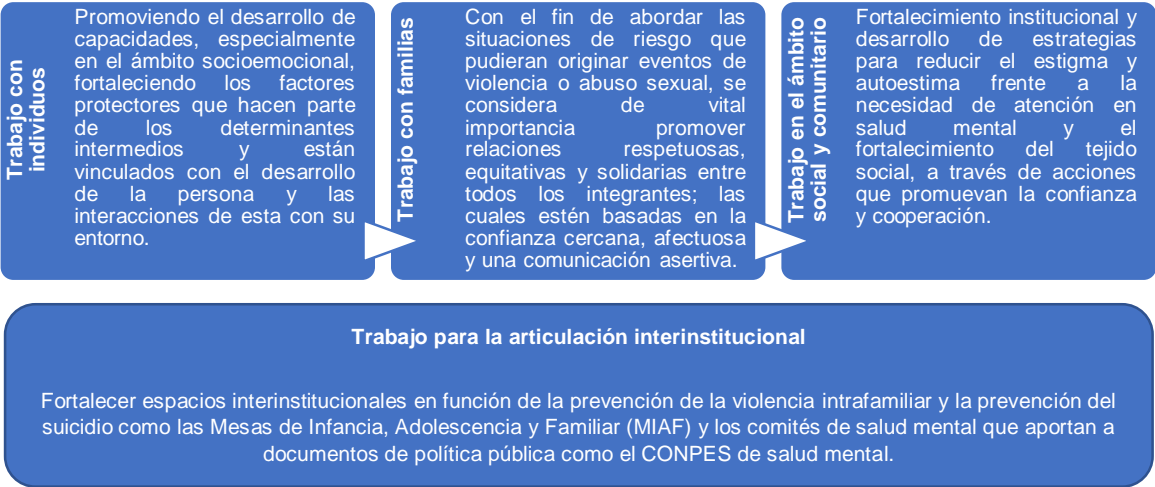 Trabajo con
individuos
Promoviendo el desarrollo de
capacidades, especialmente
en el ámbito socioemocional,
fortaleciendo los factores
protectores que hacen parte
de los determinantes
intermedios y están
vinculados con el desarrollo
de la persona y las
interacciones de esta con su
entorno.
Trabajo con familias
Con el fin de abordar las
situaciones de riesgo que
pudieran originar eventos de
violencia o abuso sexual, se
considera de vital
importancia promover
relaciones respetuosas,
equitativas y solidarias entre
todos los integrantes; las
cuales estén basadas en la
confianza cercana, afectuosa
y una comunicación asertiva.
Trabajo en el ámbito
social y comunitario
Fortalecimiento institucional y
desarrollo de estrategias
para reducir el estigma y
autoestima frente a la
necesidad de atención en
salud mental y el
fortalecimiento del tejido
social, a través de acciones
que promuevan la confianza
y cooperación.
Trabajo para la articulación interinstitucional
Fortalecer espacios interinstitucionales en función de la prevención de la violencia intrafamiliar y la prevención del
suicidio como las Mesas de Infancia, Adolescencia y Familiar (MIAF) y los comités de salud mental que aportan a
documentos de política pública como el CONPES de salud mental.